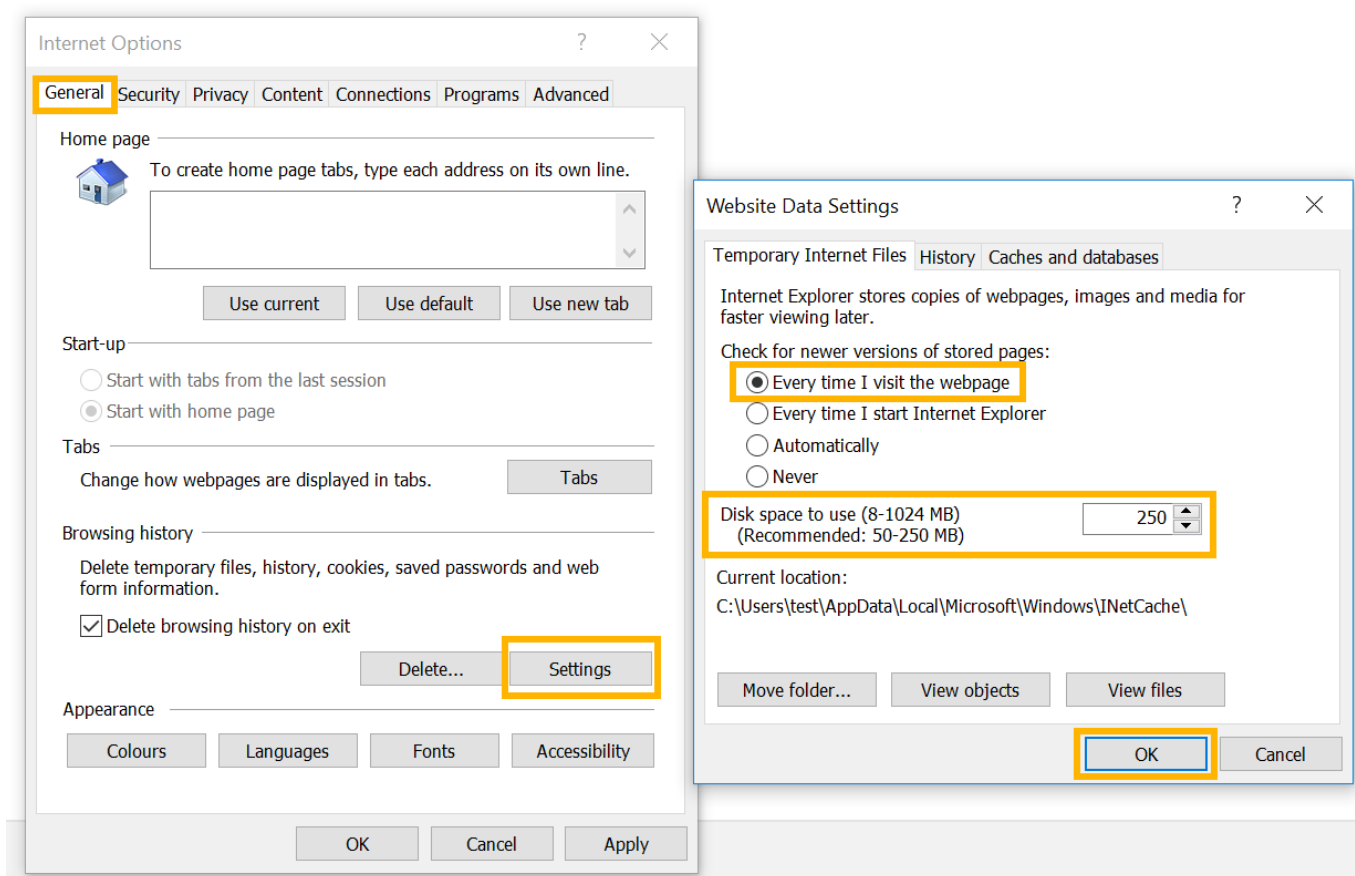 Internet Options
?
General Security Privacy Content Connections Programs Advanced
Home page
To create home page tabs, type each address on its own line.
Use current Use default Use new tab
Start-up
Start with tabs from the last session
Start with home page
Tabs
Change how webpages are displayed in tabs.
Tabs
Browsing history
Delete temporary files, history, cookies, saved passwords and web
form information.
Delete browsing history on exit
Delete... Settings
Appearance
Colours Languages Fonts Accessibility
OK Cancel Apply
Website Data Settings
?
Temporary Internet Files History Caches and databases
Internet Explorer stores copies of webpages, images and media for
faster viewing later.
Check for newer versions of stored pages:
Every time I visit the webpage
Every time I start Internet Explorer
Automatically
Never
Disk space to use (8-1024 MB)
250
(Recommended: 50-250 MB)
Current location:
C:\Users\test\AppData\Local\Microsoft\Windows\INetCache\
Move folder... View objects View files
OK Cancel